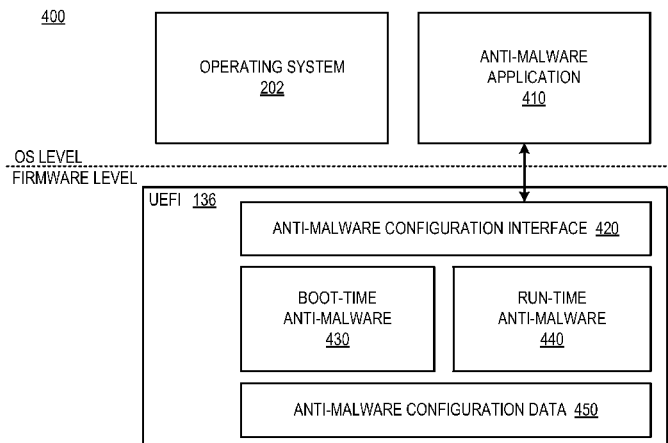 400
OPERATING SYSTEM
202
ANTI-MALWARE
APPLICATION
410
OS LEVEL
FIRMWARE LEVEL
UEFI 136
ANTI-MALWARE CONFIGURATION INTERFACE 420
BOOT-TIME
ANTI-MALWARE
430
RUN-TIME
ANTI-MALWARE
440
ANTI-MALWARE CONFIGURATION DATA 450